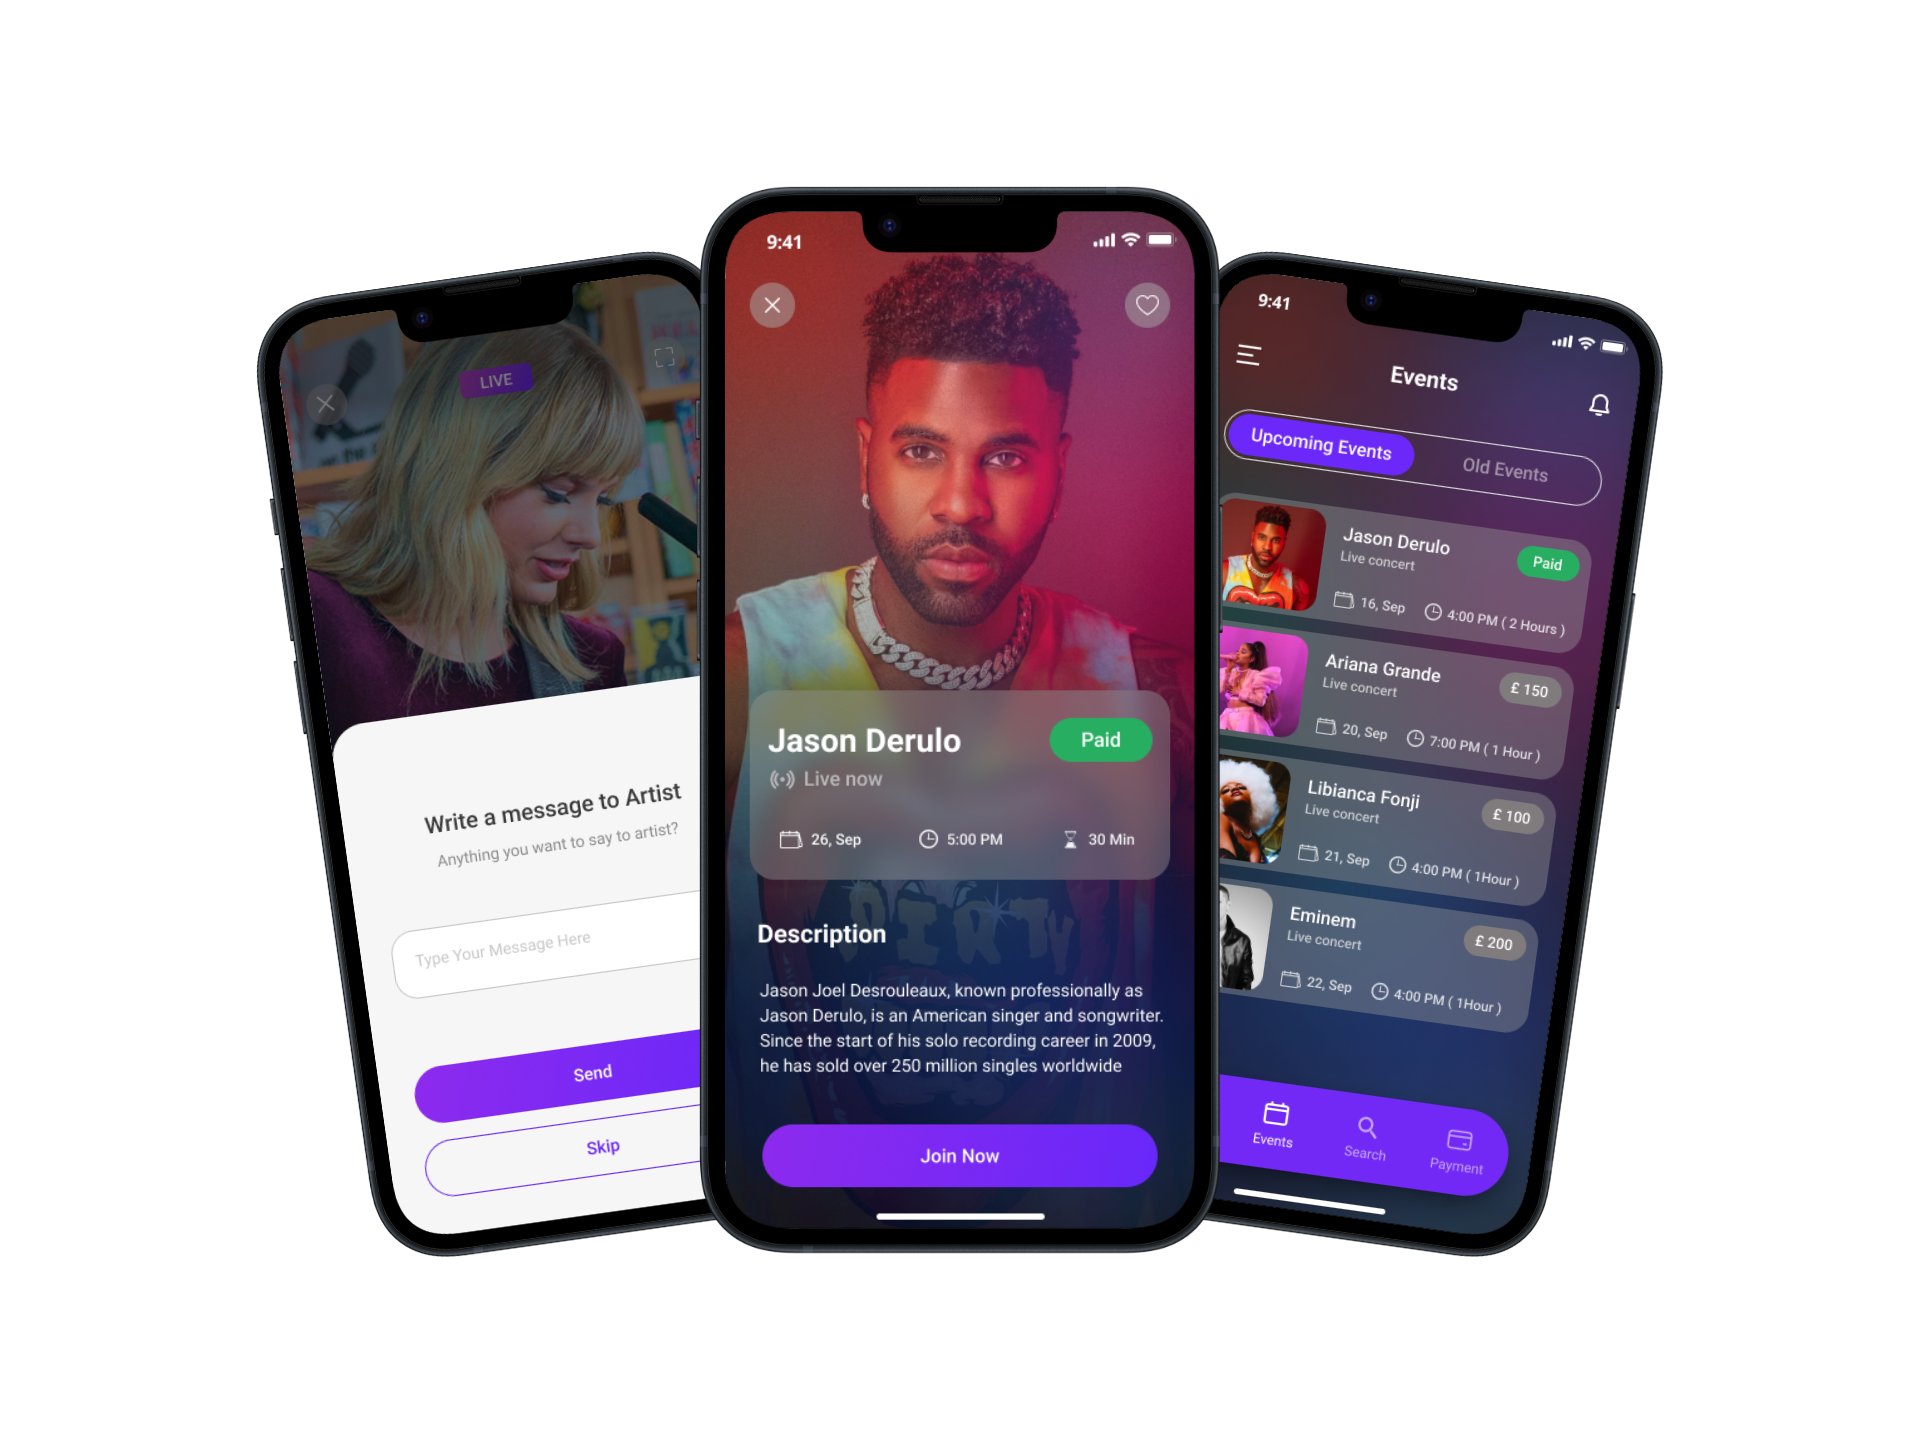 LIVE
Write a message to Artist
Anything you want to say to artist?
Type Your Message Here
Send
Skip
9:41
Jason Derulo
Paid
Live now
26, Sep
5:00 PM
30 Min
DIRTY
Description
Jason Joel Desrouleaux, known professionally as
Jason Derulo, is an American singer and songwriter.
Since the start of his solo recording career in 2009,
he has sold over 250 million singles worldwide
Join Now
9:41
Events
Upcoming Events
Old Events
Jason Derulo
Paid
Live concert
16, Sep
4:00 PM ( 2 Hours )
Ariana Grande
£ 150
Live concert
20, Sep
7:00 PM ( 1 Hour )
Libianca Fonji
£ 100
Live concert
21, Sep
4:00 PM ( 1Hour )
Eminem
£ 200
Live concert
22, Sep
4:00 PM ( 1Hour )
Events
Search
Payment